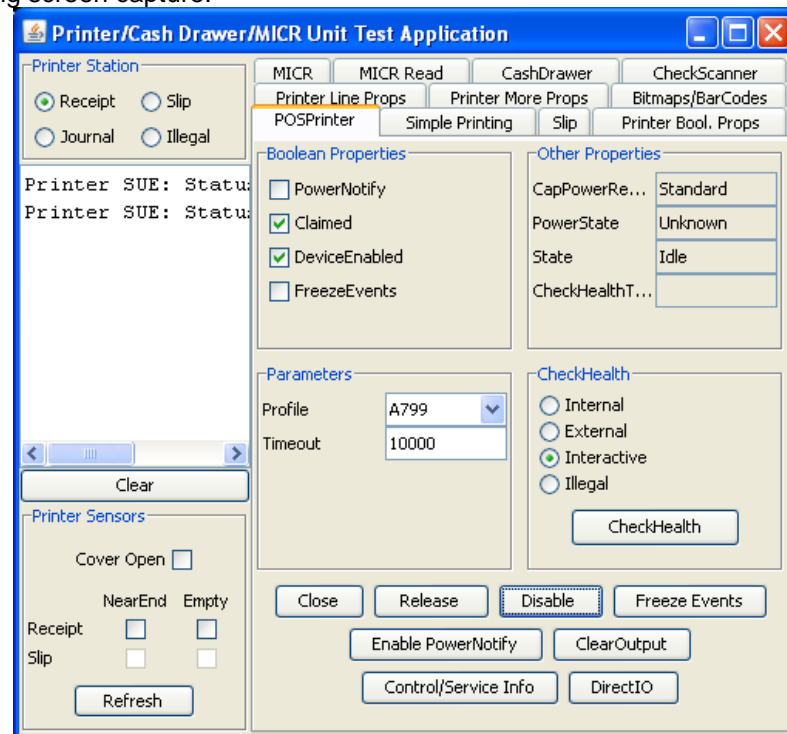 g screen capture.
Printer/Cash Drawer/MICR Unit Test Application
Printer Station
Receipt Slip
Journal Illegal
Printer SUE: Statu
Printer SUE: Statu
Clear
Printer Sensors
Cover Open
NearEnd Empty
Receipt
Slip
Refresh
MICR MICR Read CashDrawer CheckScanner
Printer Line Props Printer More Props Bitmaps/BarCodes
POSPrinter Simple Printing Slip Printer Bool. Props
Boolean Properties
PowerNotify
Claimed
DeviceEnabled
FreezeEvents
Other Properties
CapPowerRe... Standard
PowerState Unknown
State Idle
CheckHealthT...
Parameters
Profile A799
Timeout 10000
CheckHealth
Internal
External
Interactive
Illegal
CheckHealth
Close Release Disable Freeze Events
Enable PowerNotify ClearOutput
Control/Service Info DirectIO